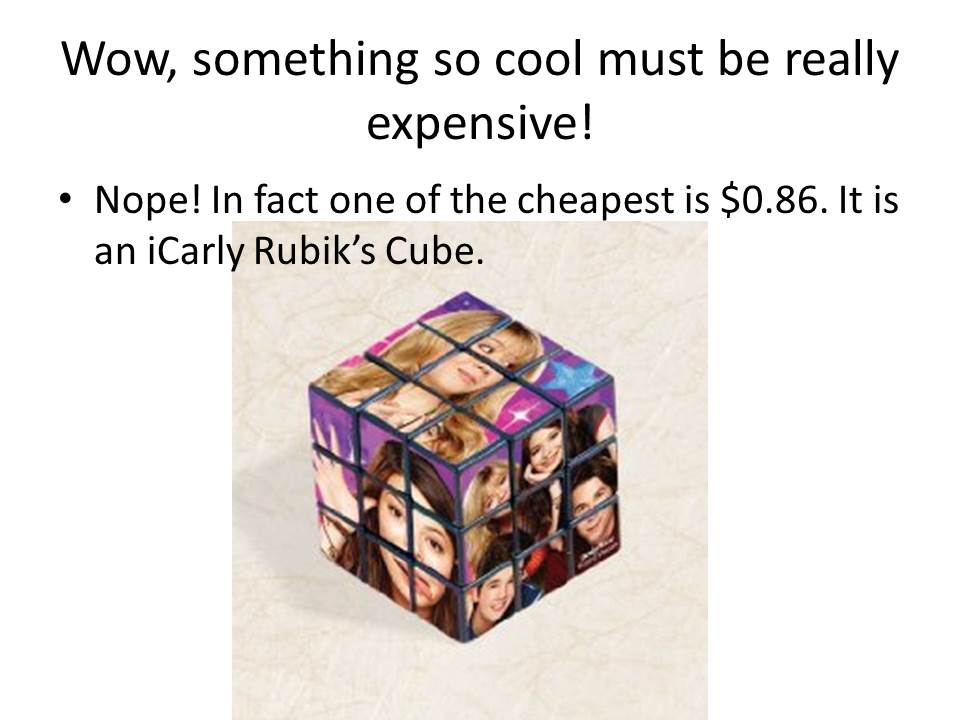 Wow, something so cool must be really
expensive!
• Nope! In fact one of the cheapest is $0.86. It is
an iCarly Rubik’s Cube.